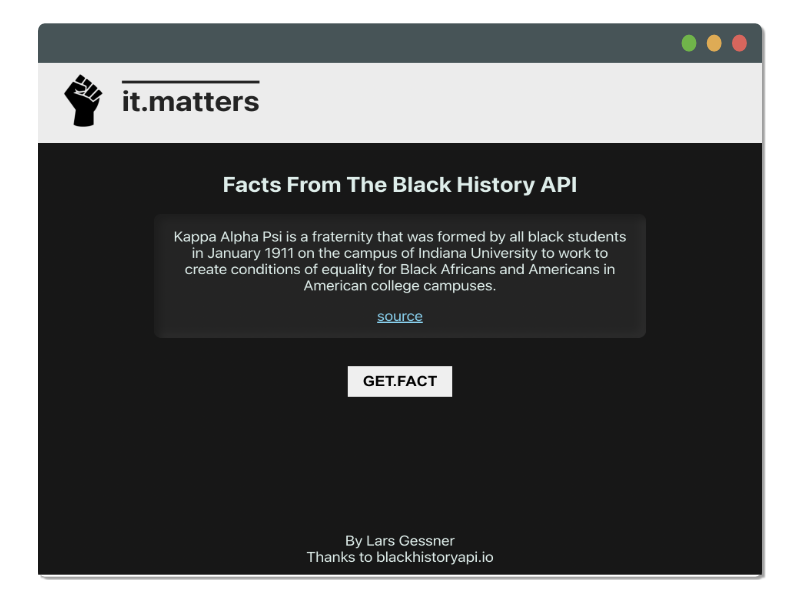 it.matters
Facts From The Black History API
Kappa Alpha Psi is a fraternity that was formed by all black students
in January 1911 on the campus of Indiana University to work to
create conditions of equality for Black Africans and Americans in
American college campuses.
source
GET.FACT
By Lars Gessner
Thanks to blackhistoryapi.io